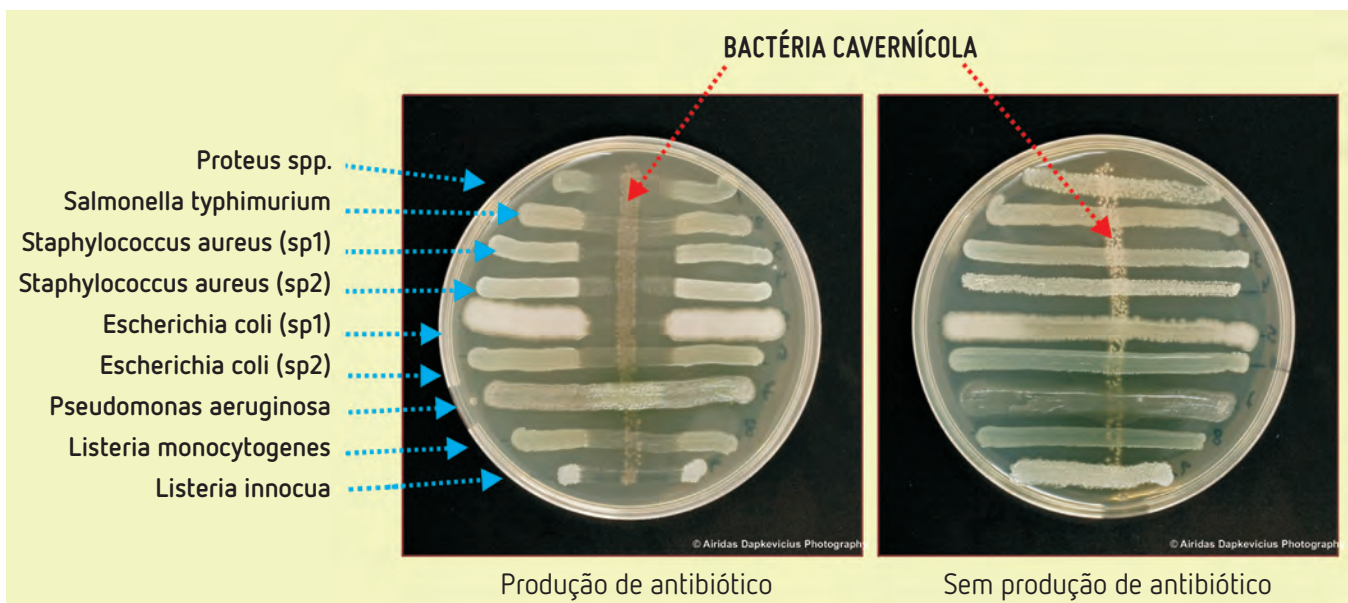 BACTÉRIA CAVERNÍCOLA
Proteus spp.
Salmonella typhimurium
Staphylococcus aureus (sp1)
Staphylococcus aureus (sp2)
Escherichia coli (sp1)
Escherichia coli (sp2)
Pseudomonas aeruginosa
Listeria monocytogenes
Listeria innocua
© Airidas Dapkevicius Photography
© Airidas Dapkevicius Photography
Produção de antibiótico
Sem produção de antibiótico